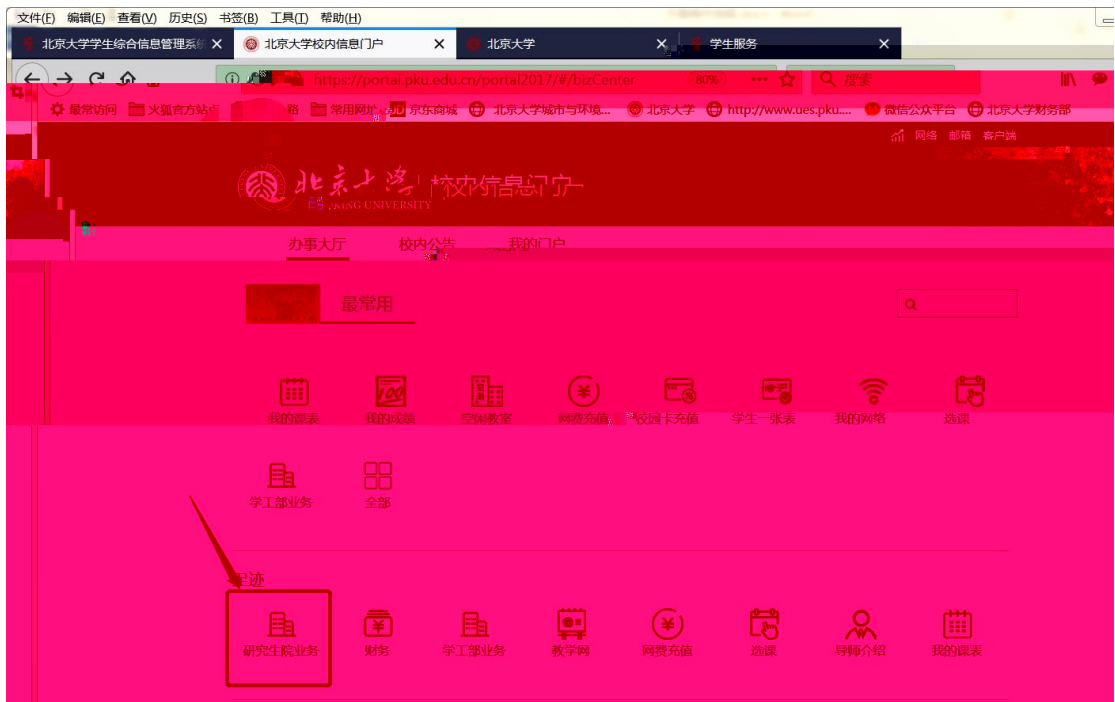 文件(F) 编辑(E) 查看(V) 历史(S) 书签(B) 工具(T) 帮助(H)
北京大学学生综合信息管理系统 北京大学校内信息门户 北京大学 学生服务
https://portal.pku.edu.cn/portal2017/#/bizCenter 80% 搜索
最常访问 火狐官方站点 常用网址 JD 京东商城 北京大学城市与环境... 北京大学 http://www.ues.pku.... 微信公众平台 北京大学财务部
网络 邮箱 客户端
北京大学 校内信息门户
UNIVERSITY
办事大厅 校内公告 我的门户
最常用
我的课表 我的成绩 空闲教室 网费充值 校园卡充值 学生一张表 我的网络 选课
学工部业务 全部
足迹
研究生院业务 财务 学工部业务 教学网 网费充值 选课 导师介绍 我的课表